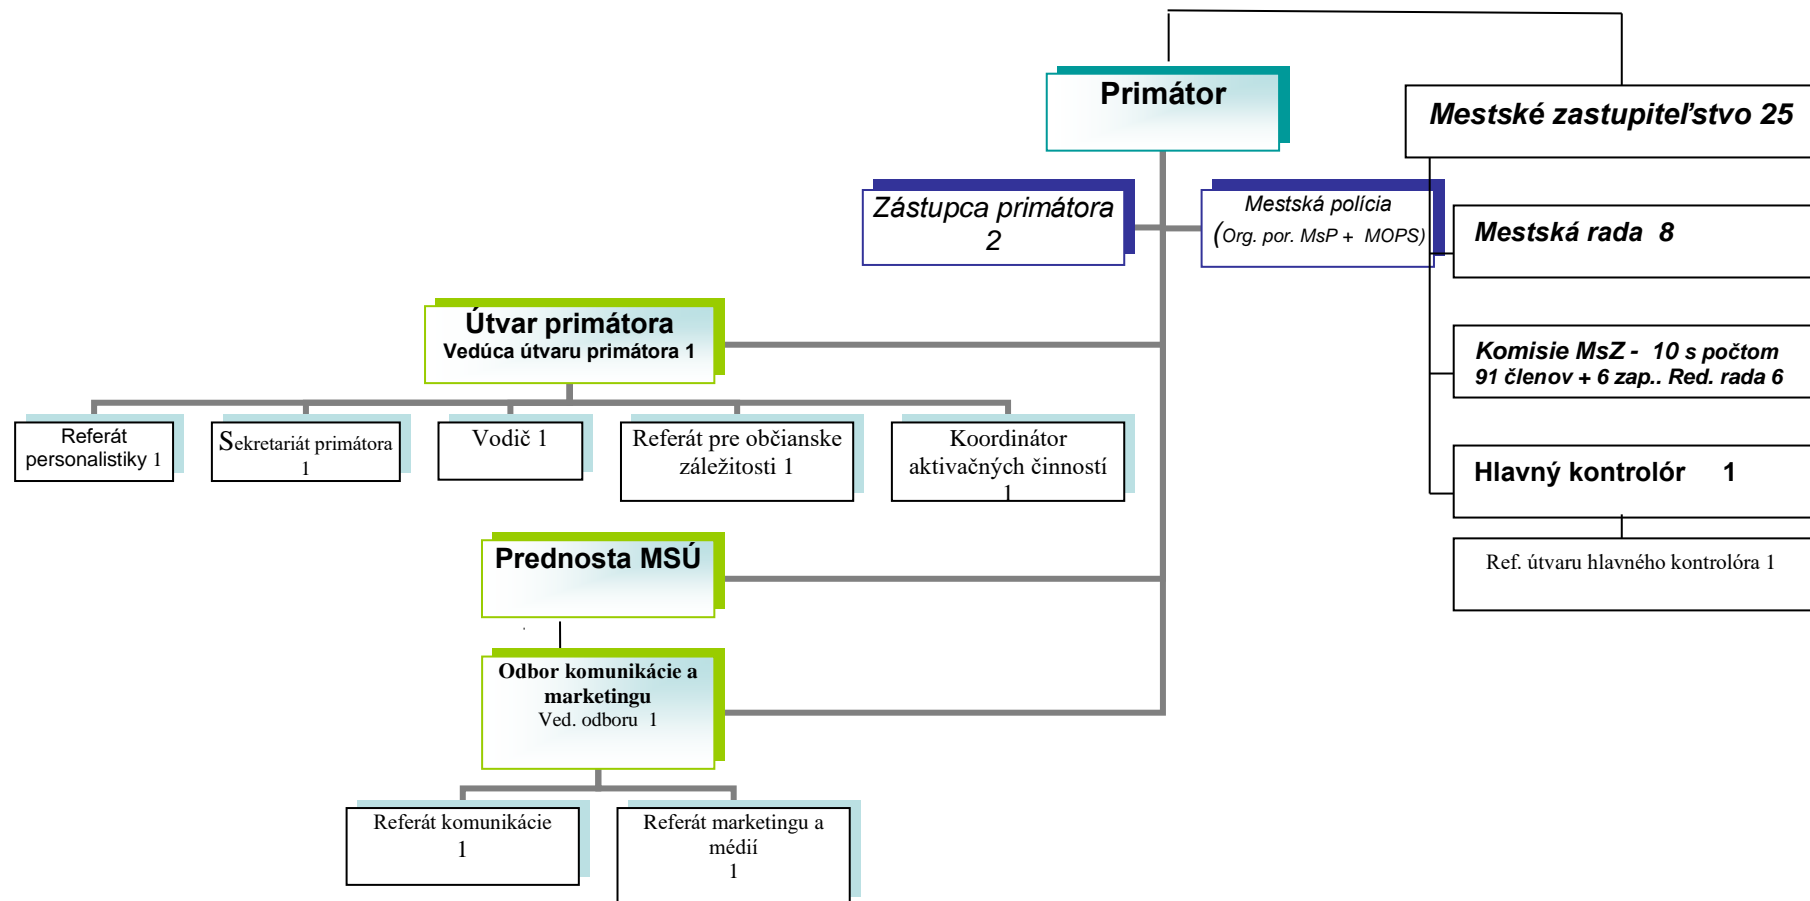 Primátor
Mestské zastupiteľstvo 25
Zástupca primátora
2
Mestská polícia
(Org. por. MsP + MOPS)
Mestská rada 8
Útvar primátora
Vedúca útvaru primátora 1
Komisie MsZ - 10 s počtom
91 členov + 6 zap.. Red. rada 6
Referát
personalistiky 1
Sekretariát primátora
1
Vodič 1
Referát pre občianske
záležitosti 1
Koordinátor
aktivačných činností
1
Hlavný kontrolór 1
Ref. útvaru hlavného kontrolóra 1
Prednosta MSÚ
Odbor komunikácie a
marketingu
Ved. odboru 1
Referát komunikácie
1
Referát marketingu a
médií
1